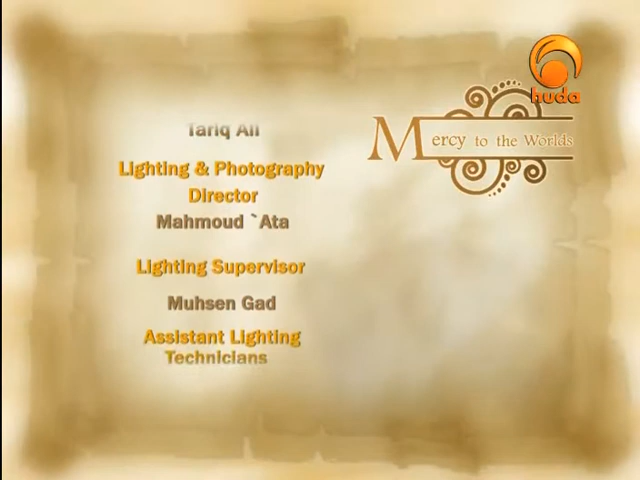 huda
Mercy to the Worlds
Tariq Ali
Lighting & Photography
Director
Mahmoud `Ata
Lighting Supervisor
Muhsen Gad
Assistant Lighting
Technicians